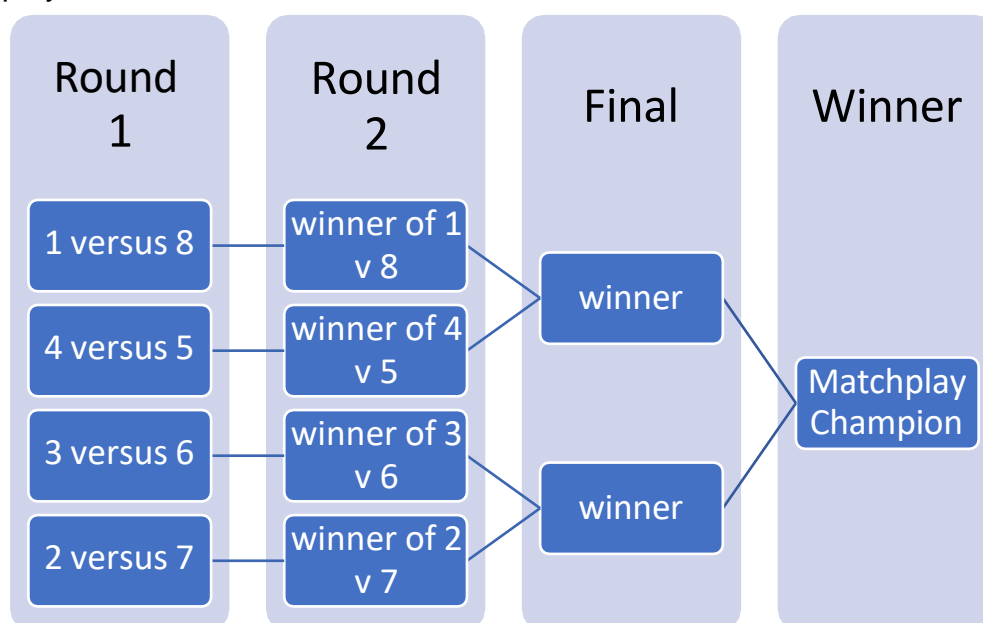 Round
1
Round
2
Final
Winner
1 versus 8
winner of 1
v 8
4 versus 5
winner of 4
v 5
3 versus 6
winner of 3
v 6
2 versus 7
winner of 2
v 7
winner
winner
Matchplay
Champion